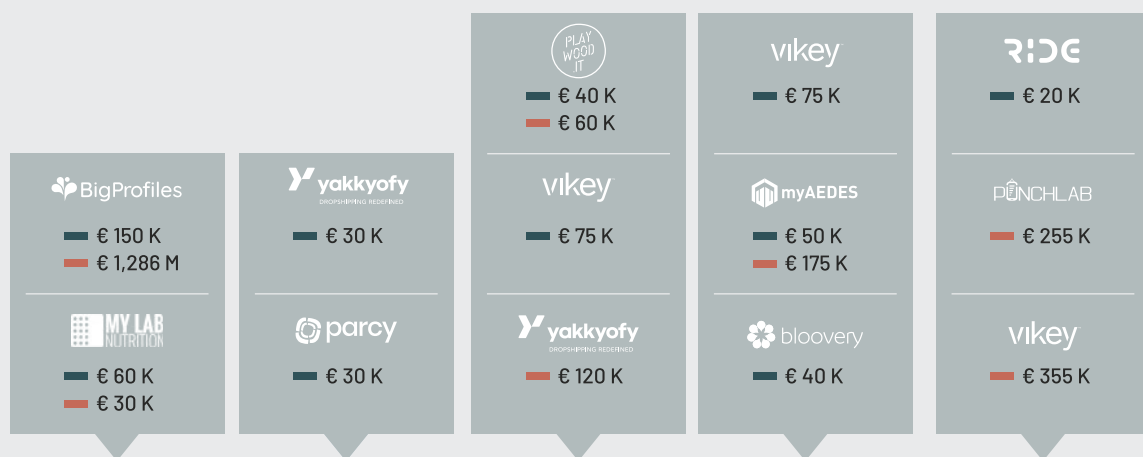 BigProfiles
€ 150 K
€ 1,286 M
MY LAB
NUTRITION
€ 60 K
€ 30 K
yakkyofy
DROPSHIPPING REDEFINED
€ 30 K
parcy
€ 30 K
PLAY
WOOD
IT
€ 40 K
€ 60 K
vikey
€ 75 K
yakkyofy
DROPSHIPPING REDEFINED
€ 120 K
vikey
€ 75 K
myAEDES
€ 50 K
€ 175 K
bloovery
€ 40 K
RIDE
€ 20 K
PUNCHLAB
€ 255 K
vikey
€ 355 K